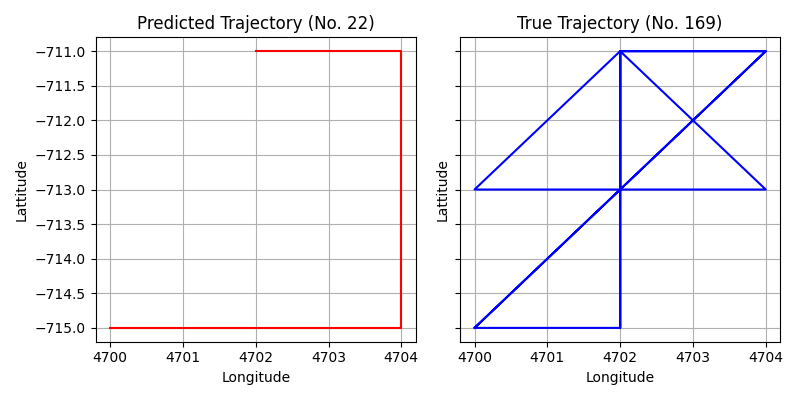 Predicted Trajectory (No. 22)
True Trajectory (No. 169)
−711.0
−711.5
−712.0
−712.5
−713.0
−713.5
−714.0
−714.5
−715.0
Lattitude
Lattitude
4700 4701 4702 4703 4704
4700 4701 4702 4703 4704
Longitude
Longitude